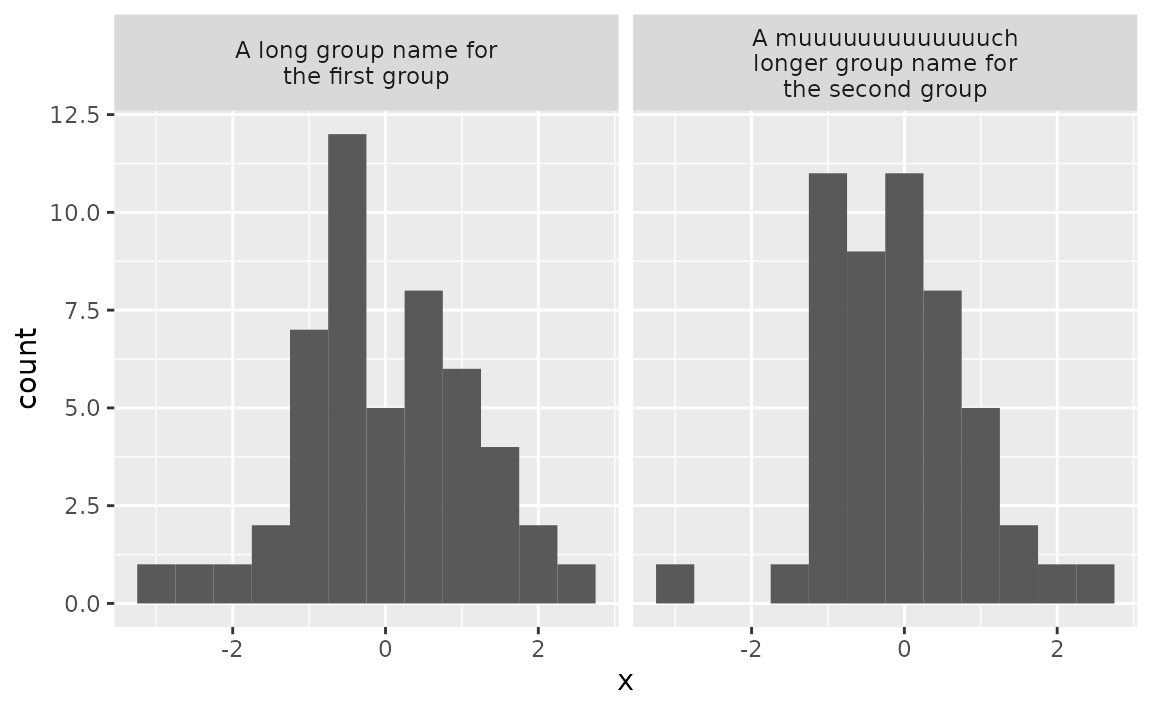 A long group name for
the first group
A muuuuuuuuuuuuuuch
longer group name for
the second group
12.5
10.0
7.5
5.0
2.5
0.0
count
-2 0 2
-2 0 2
x